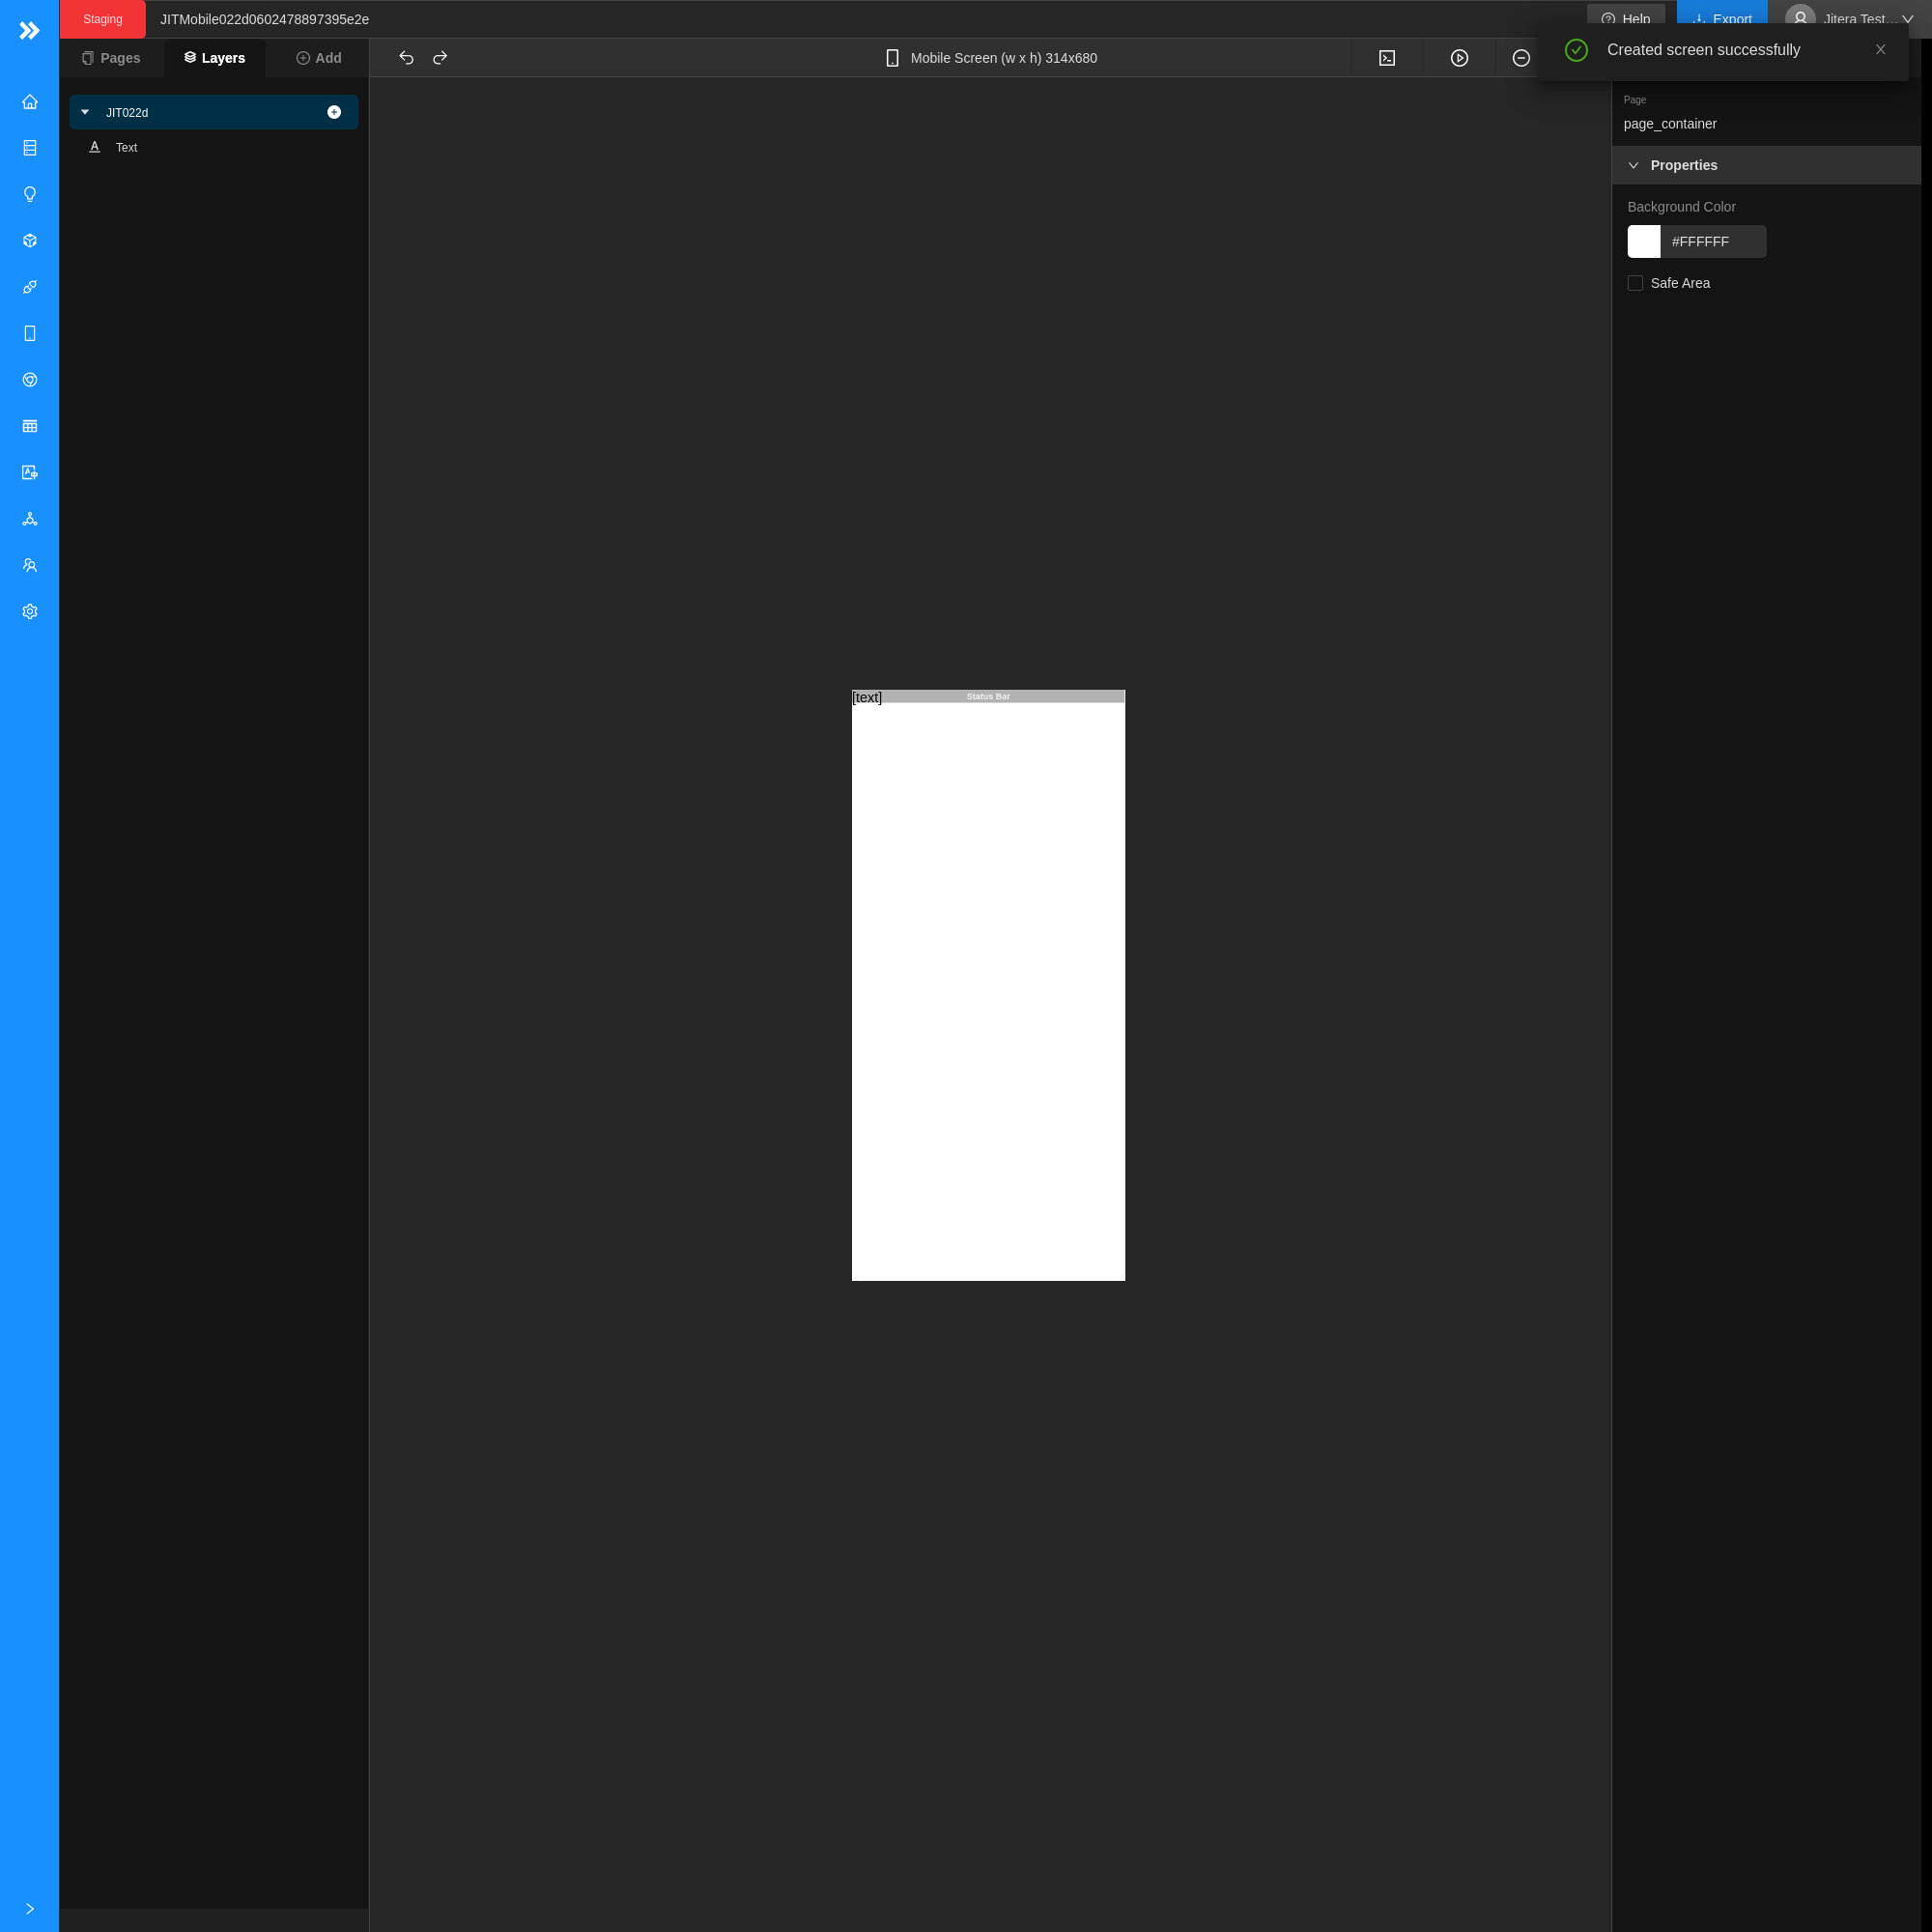 Staging
JITMobile022d0602478897395e2e
Help
Export
Jitera Test...
Created screen successfully
Pages
Layers
Add
Mobile Screen (w x h) 314x680
JIT022d
Text
Page
page_container
Properties
Background Color
#FFFFFF
Safe Area
[text]
Status Bar